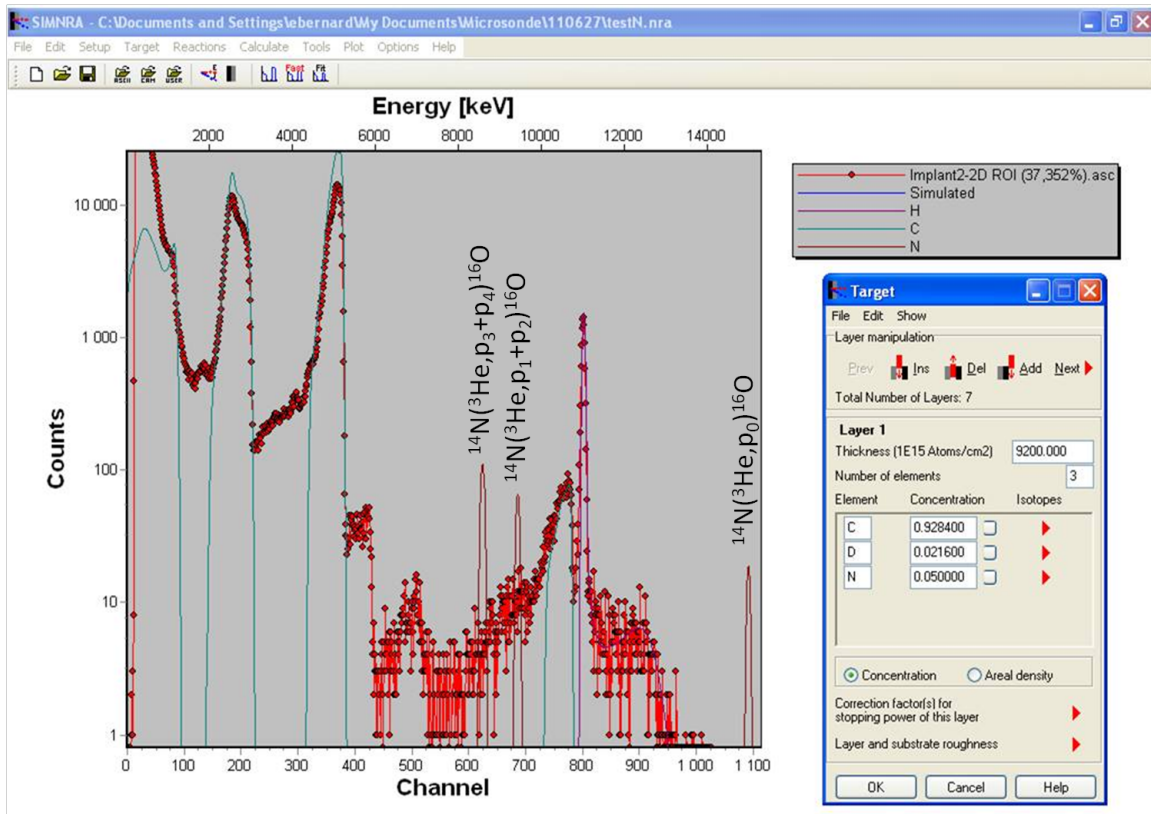 SIMNRA - C:\Documents and Settings\ebernard\My Documents\Microsonde\110627\testN.nra
File Edit Setup Target Reactions Calculate Tools Plot Options Help
ASCII CAM USER E Fast Fit
Energy [keV]
2000 4000 6000 8000 10000 12000 14000
Counts
10 000
1 000
100
10
1
0 100 200 300 400 500 600 700 800 900 1 000 1 100
Channel
¹⁴N(³He,p₃+p₄)¹⁶O
¹⁴N(³He,p₁+p₂)¹⁶O
¹⁴N(³He,p₀)¹⁶O
Implant2-2D ROI (37,352%).asc
Simulated
H
C
N
Target
File Edit Show
Layer manipulation
Prev Ins Del Add Next
Total Number of Layers: 7
Layer 1
Thickness (1E15 Atoms/cm2) 9200.000
Number of elements 3
Element Concentration Isotopes
C 0.928400
D 0.021600
N 0.050000
Concentration Areal density
Correction factor(s) for
stopping power of this layer
Layer and substrate roughness
OK Cancel Help